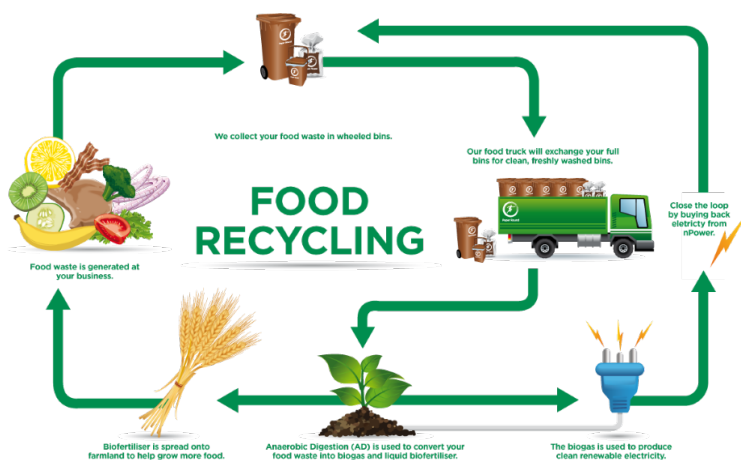 We collect your food waste in wheeled bins.
Our food truck will exchange your full
bins for clean, freshly washed bins.
FOOD
RECYCLING
Close the loop
by buying back
eletricty from
nPower.
Food waste is generated at
your business.
Biofertiliser is spread onto
farmland to help grow more food.
Anaerobic Digestion (AD) is used to convert your
food waste into biogas and liquid biofertiliser.
The biogas is used to produce
clean renewable electricity.